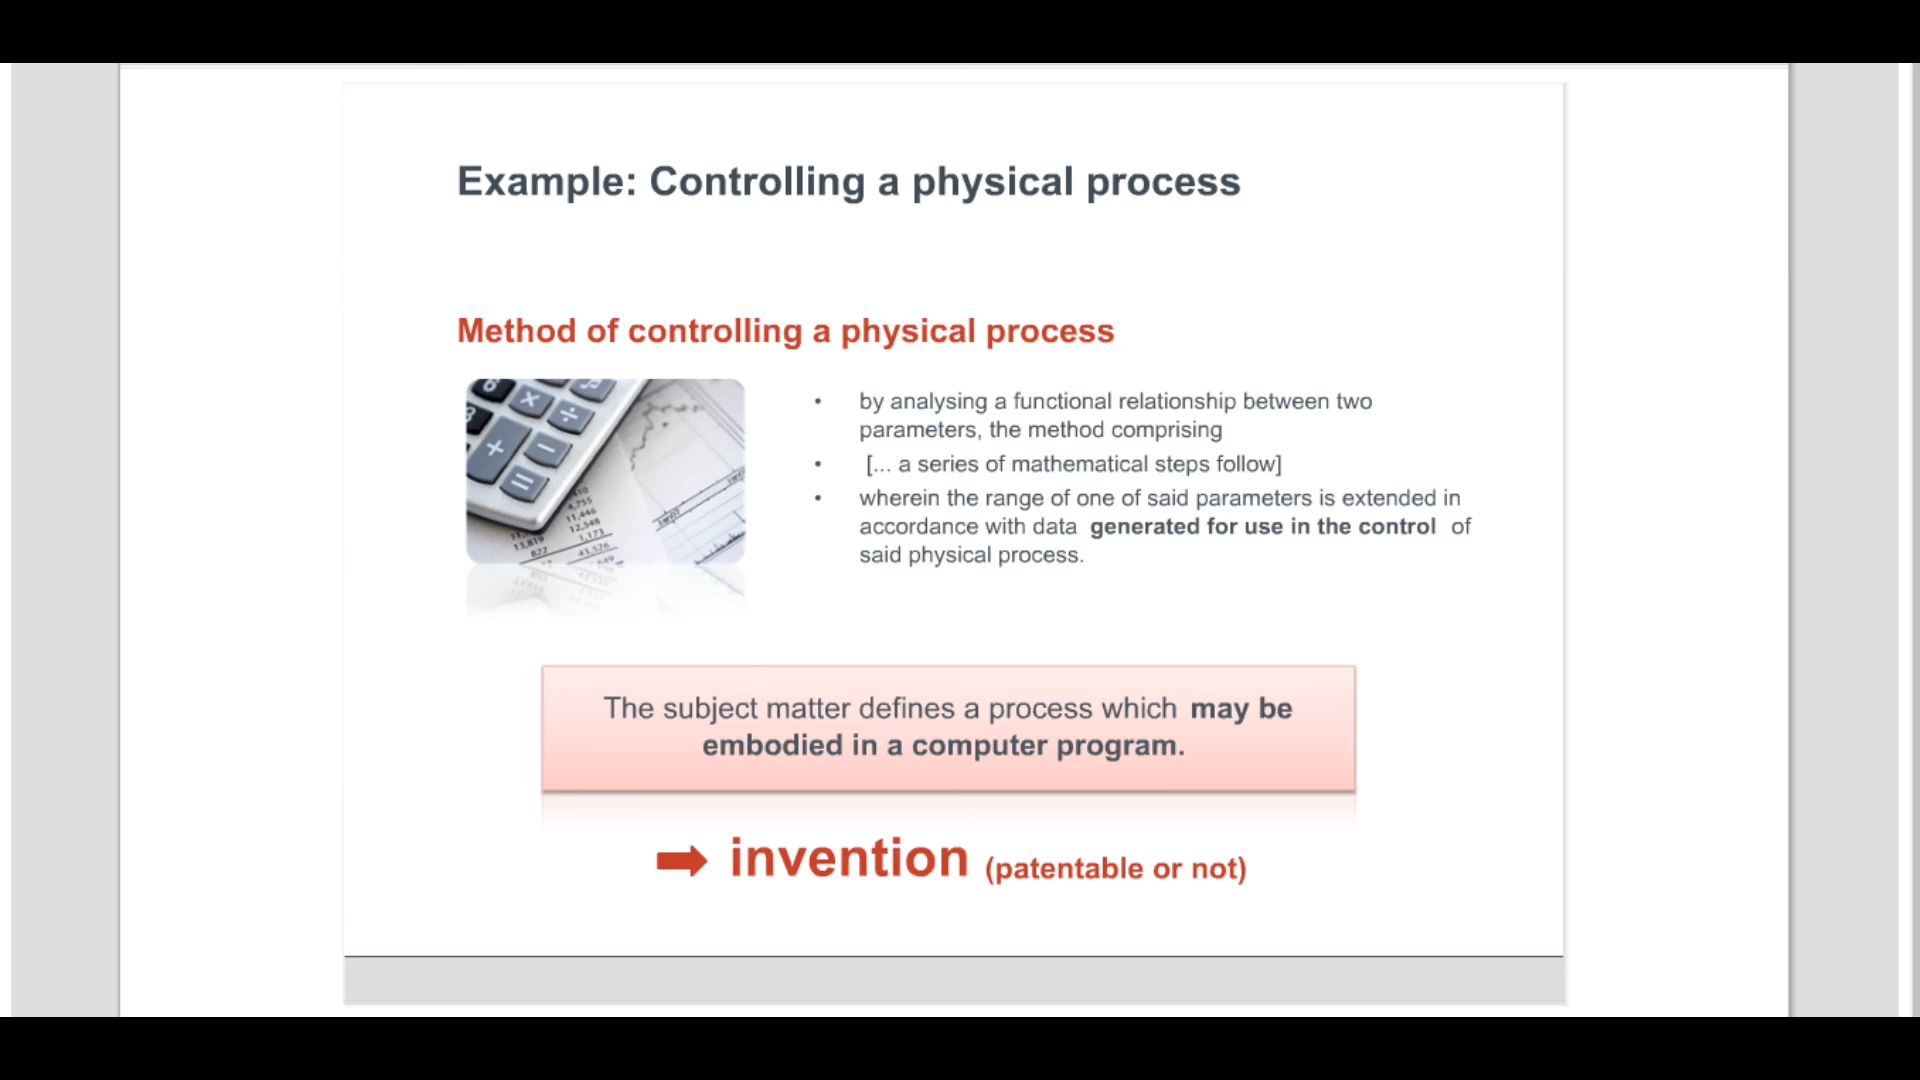 Example: Controlling a physical process
Method of controlling a physical process
• by analysing a functional relationship between two
parameters, the method comprising
• [... a series of mathematical steps follow]
• wherein the range of one of said parameters is extended in
accordance with data generated for use in the control of
said physical process.
The subject matter defines a process which may be
embodied in a computer program.
➡ invention (patentable or not)